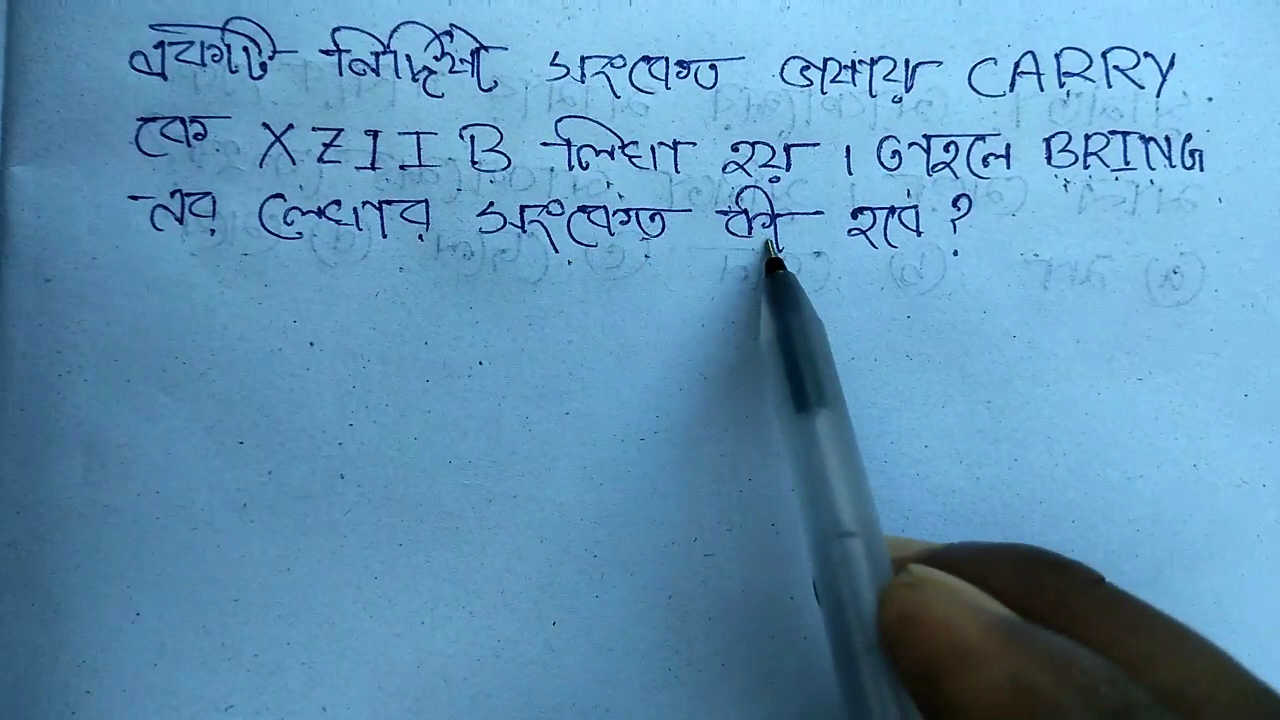 একটি নির্দিষ্ট সংকেত ভাষায় CARRY
কে XZIIB লিখা হয়। তাহলে BRING
এর লেখার সংকেত কী হবে?